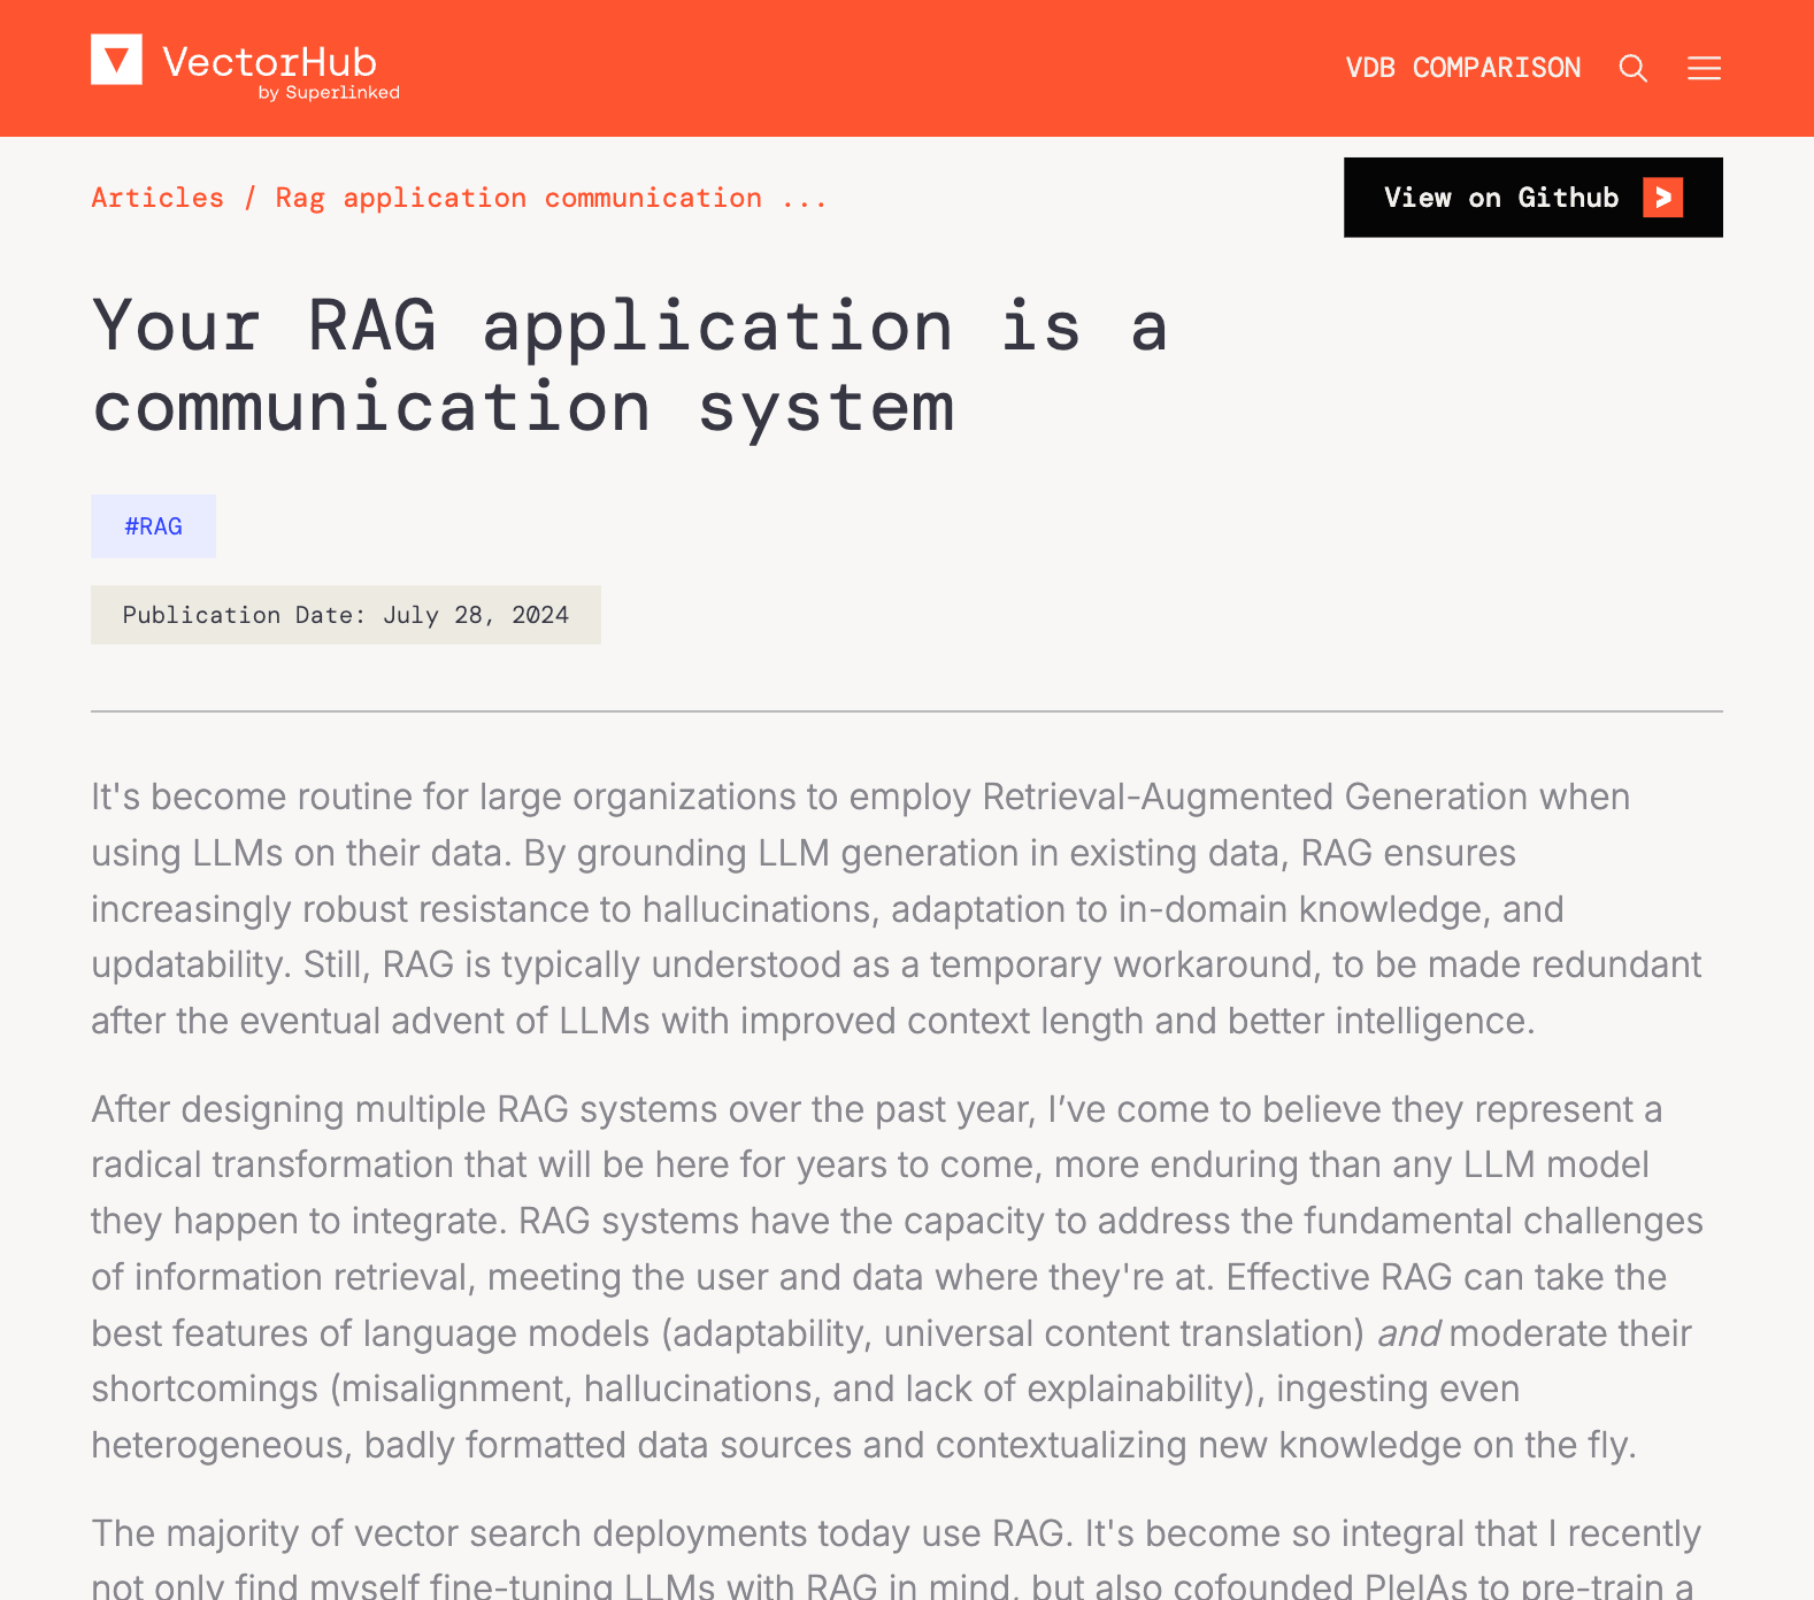 VectorHub
by Superlinked
VDB COMPARISON
Articles / Rag application communication ...
View on Github
Your RAG application is a
communication system
#RAG
Publication Date: July 28, 2024
It's become routine for large organizations to employ Retrieval-Augmented Generation when
using LLMs on their data. By grounding LLM generation in existing data, RAG ensures
increasingly robust resistance to hallucinations, adaptation to in-domain knowledge, and
updatability. Still, RAG is typically understood as a temporary workaround, to be made redundant
after the eventual advent of LLMs with improved context length and better intelligence.
After designing multiple RAG systems over the past year, I’ve come to believe they represent a
radical transformation that will be here for years to come, more enduring than any LLM model
they happen to integrate. RAG systems have the capacity to address the fundamental challenges
of information retrieval, meeting the user and data where they're at. Effective RAG can take the
best features of language models (adaptability, universal content translation) and moderate their
shortcomings (misalignment, hallucinations, and lack of explainability), ingesting even
heterogeneous, badly formatted data sources and contextualizing new knowledge on the fly.
The majority of vector search deployments today use RAG. It's become so integral that I recently
not only find myself fine-tuning LLMs with RAG in mind, but also cofounded PleIAs to pre-train a